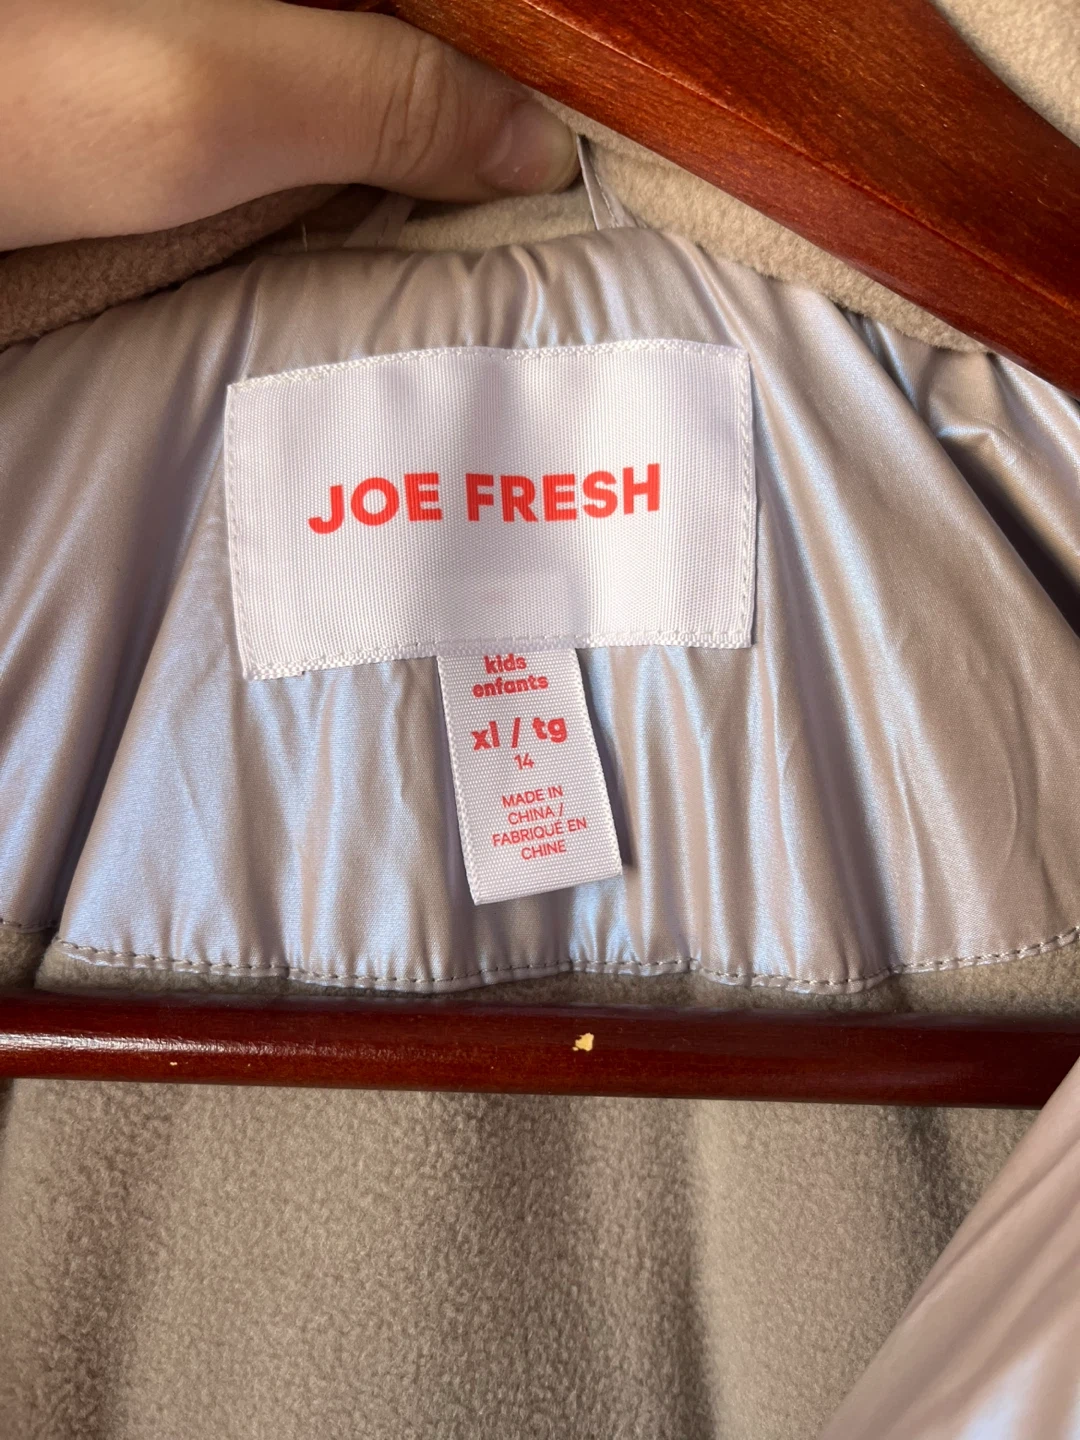 JOE FRESH
kids
enfants
xl / tg
14
MADE IN
CHINA /
FABRIQUÉ EN
CHINE